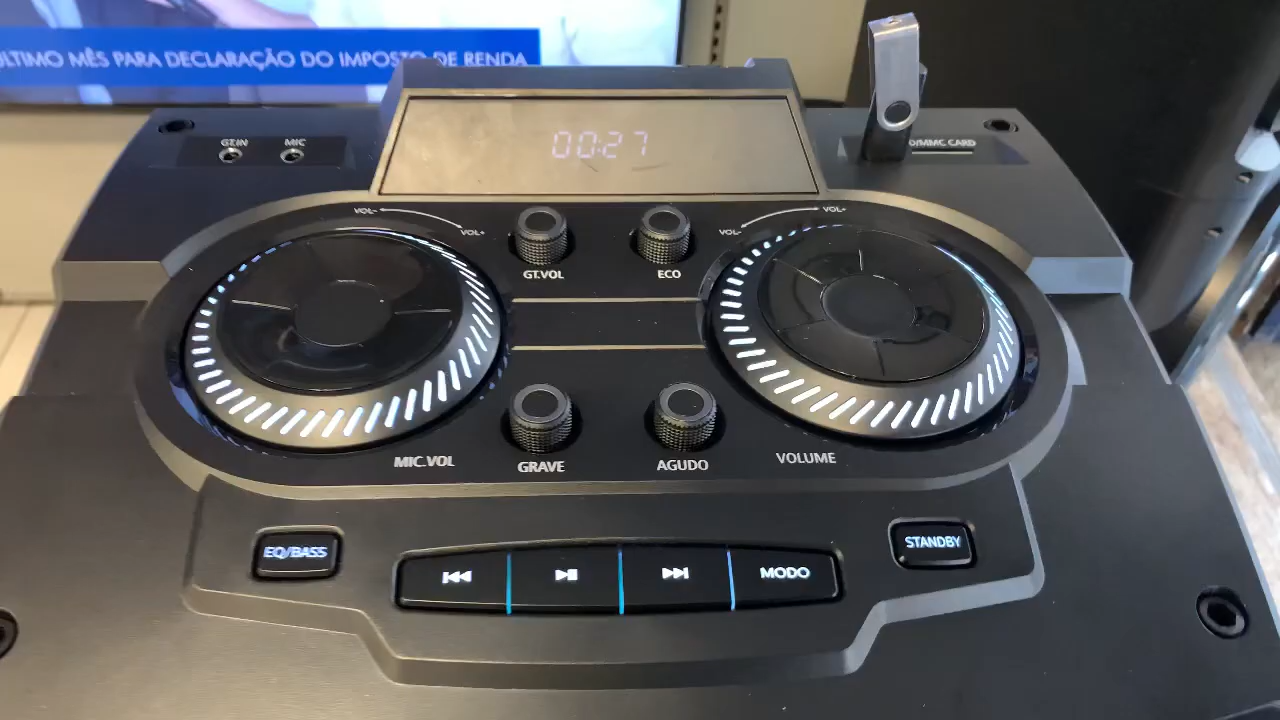 ÚLTIMO MÊS PARA DECLARAÇÃO DO IMPOSTO DE RENDA
GT.IN
MIC
00:27
D/MMC CARD
VOL-
VOL+
VOL-
VOL+
GT.VOL
ECO
MIC.VOL
GRAVE
AGUDO
VOLUME
EQ/BASS
MODO
STANDBY